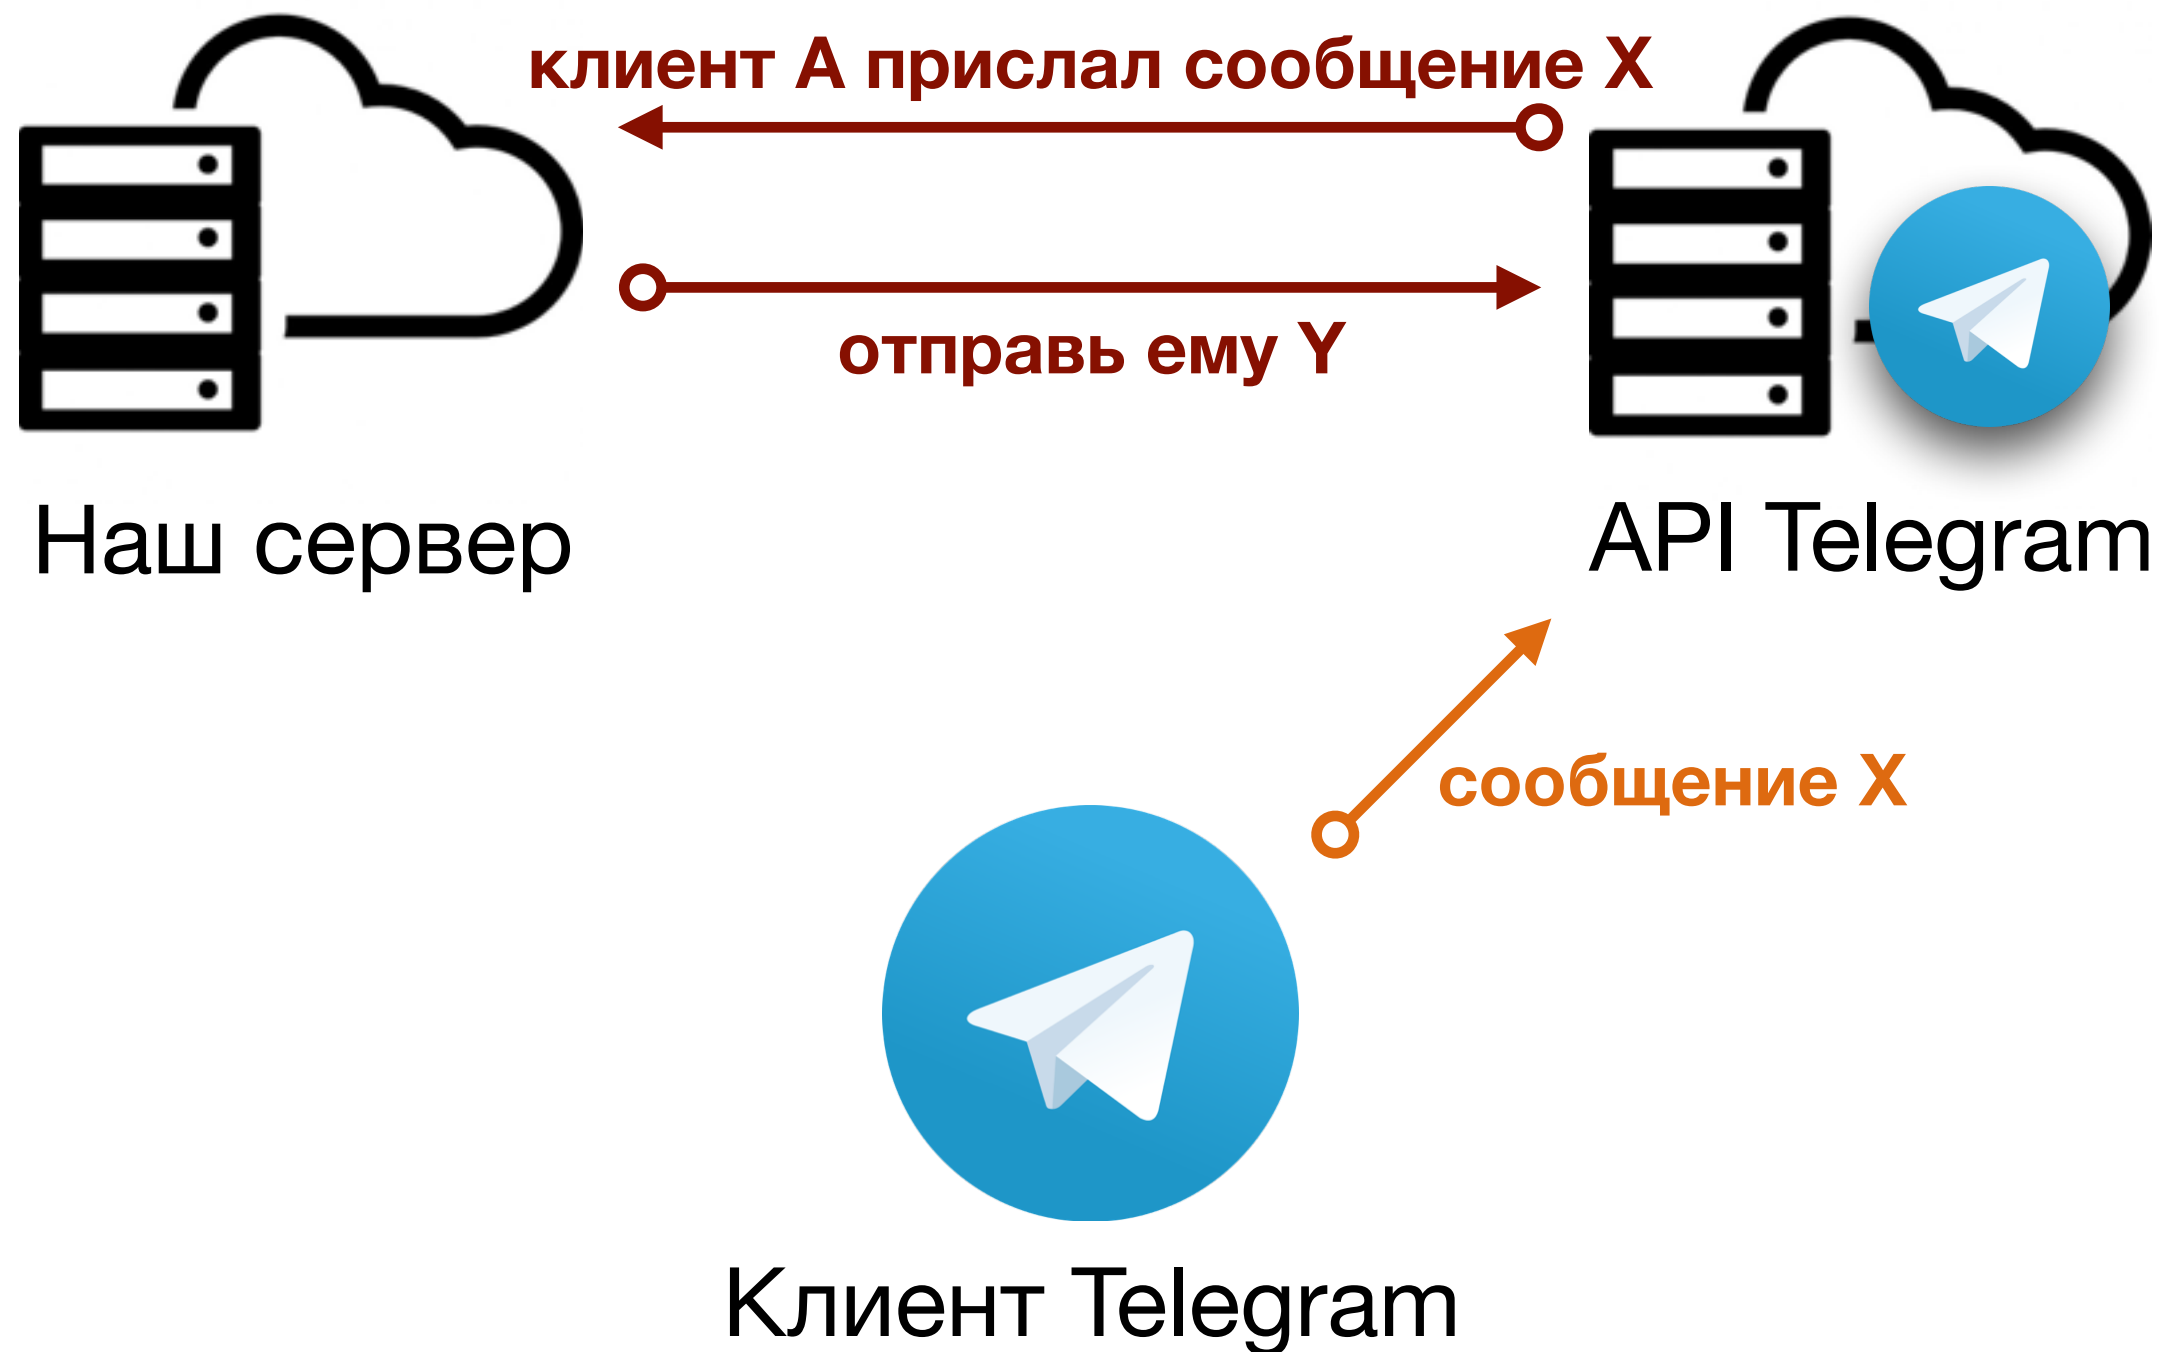 клиент А прислал сообщение X
отправь ему Y
Наш сервер
API Telegram
сообщение X
Клиент Telegram